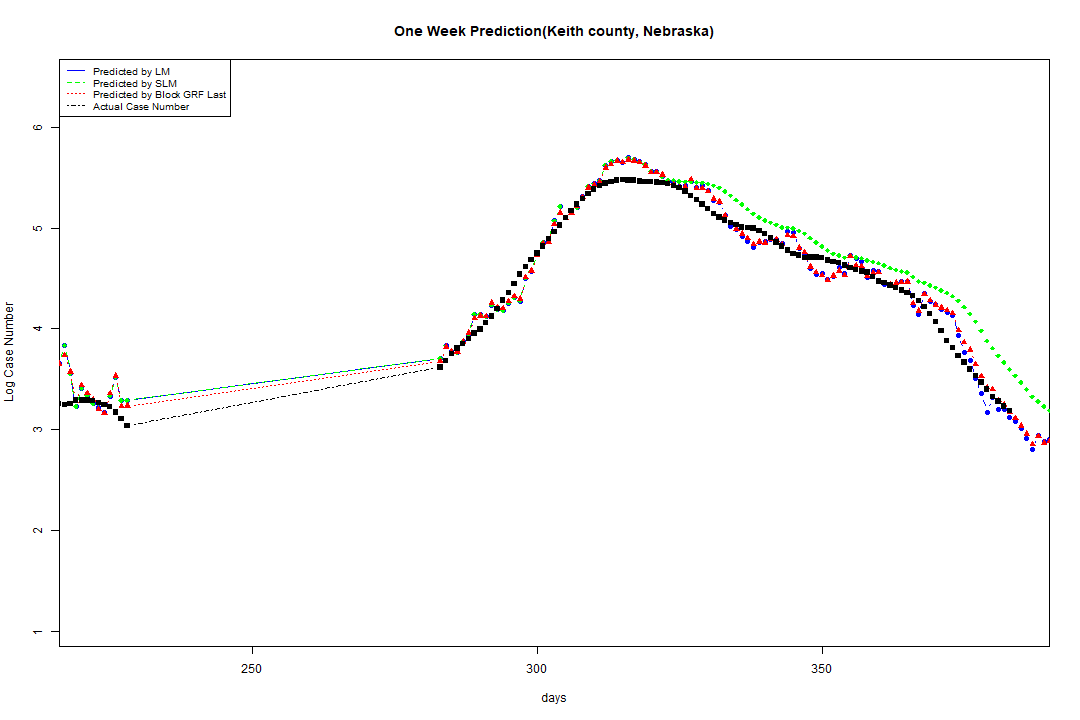 One Week Prediction(Keith county, Nebraska)
Predicted by LM
Predicted by SLM
Predicted by Block GRF Last
Actual Case Number
Log Case Number
6
5
4
3
2
1
250 300 350
days